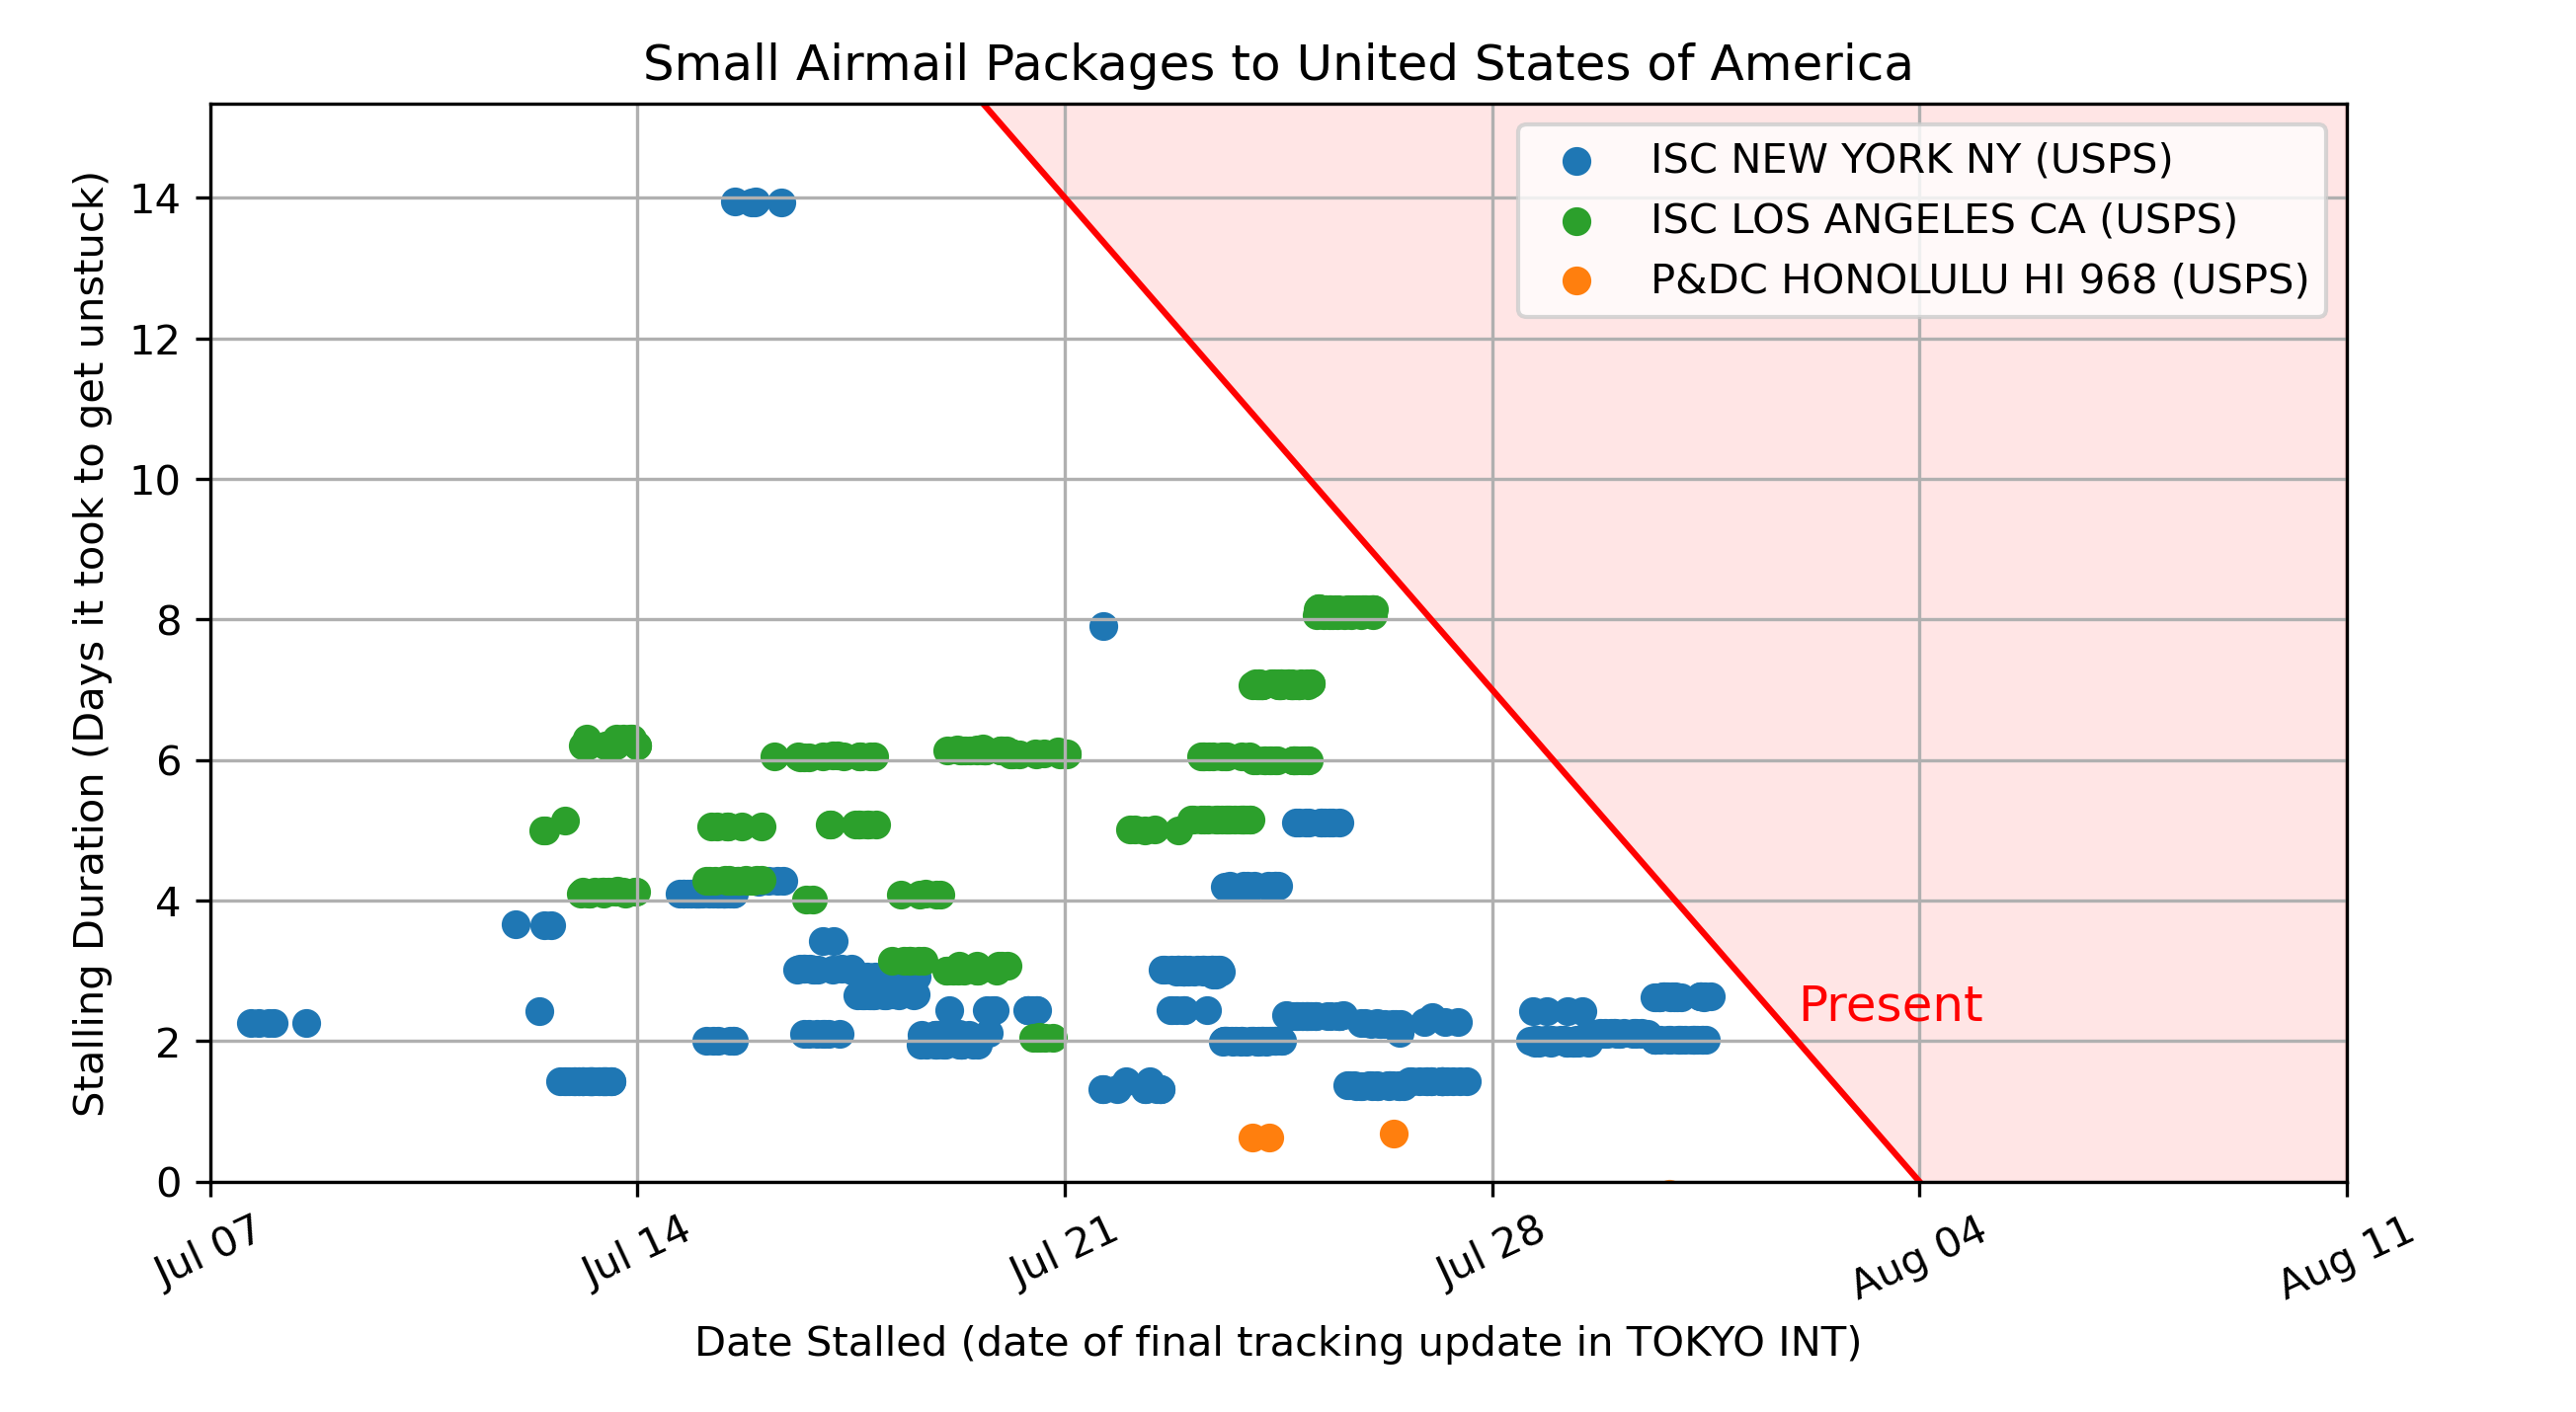 Small Airmail Packages to United States of America
ISC NEW YORK NY (USPS)
ISC LOS ANGELES CA (USPS)
P&DC HONOLULU HI 968 (USPS)
Stalling Duration (Days it took to get unstuck)
14
12
10
8
6
4
2
0
Present
Jul 07
Jul 14
Jul 21
Jul 28
Aug 04
Aug 11
Date Stalled (date of final tracking update in TOKYO INT)